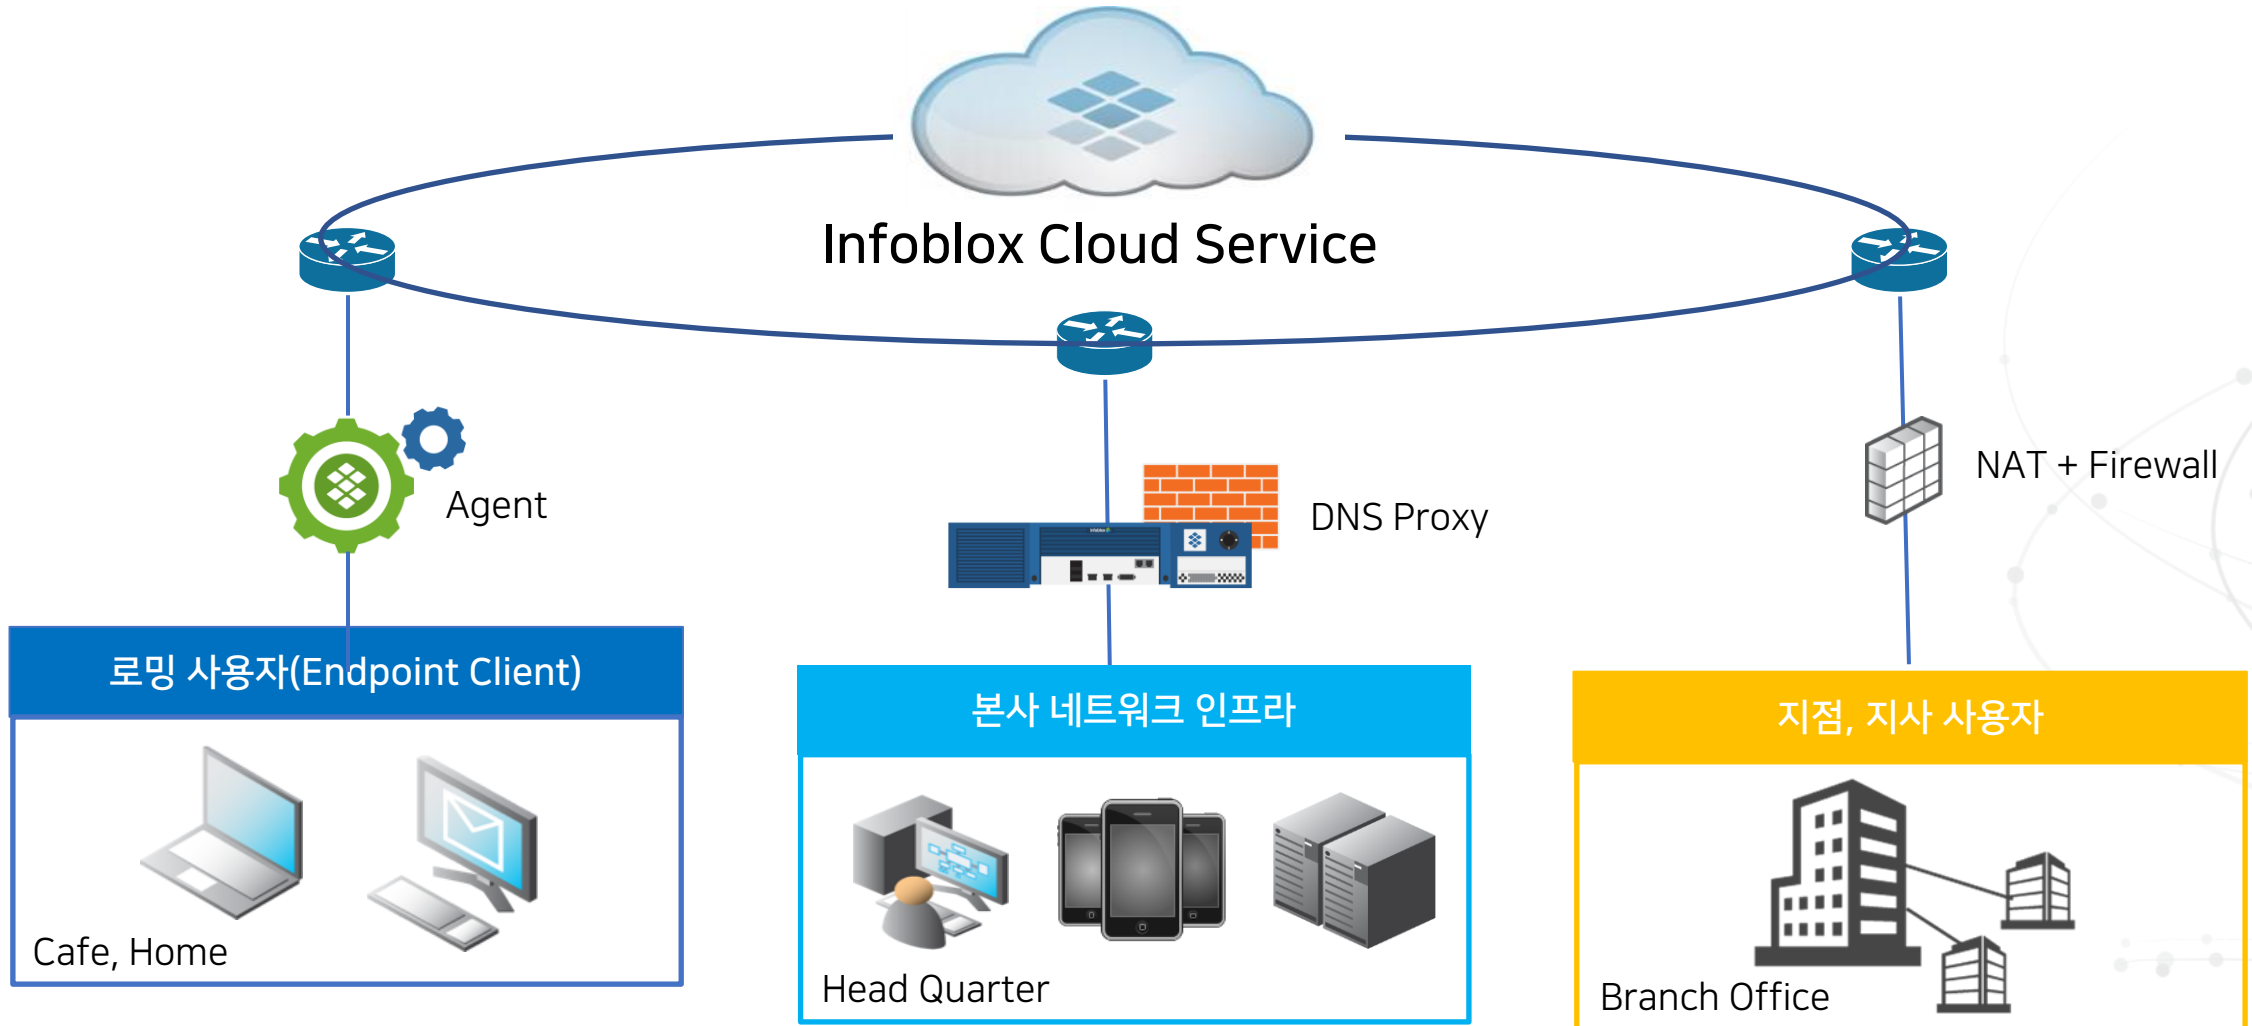 Infoblox Cloud Service
Agent
DNS Proxy
NAT + Firewall
Infoblox
로밍 사용자(Endpoint Client)
본사 네트워크 인프라
지점, 지사 사용자
Cafe, Home
Head Quarter
Branch Office